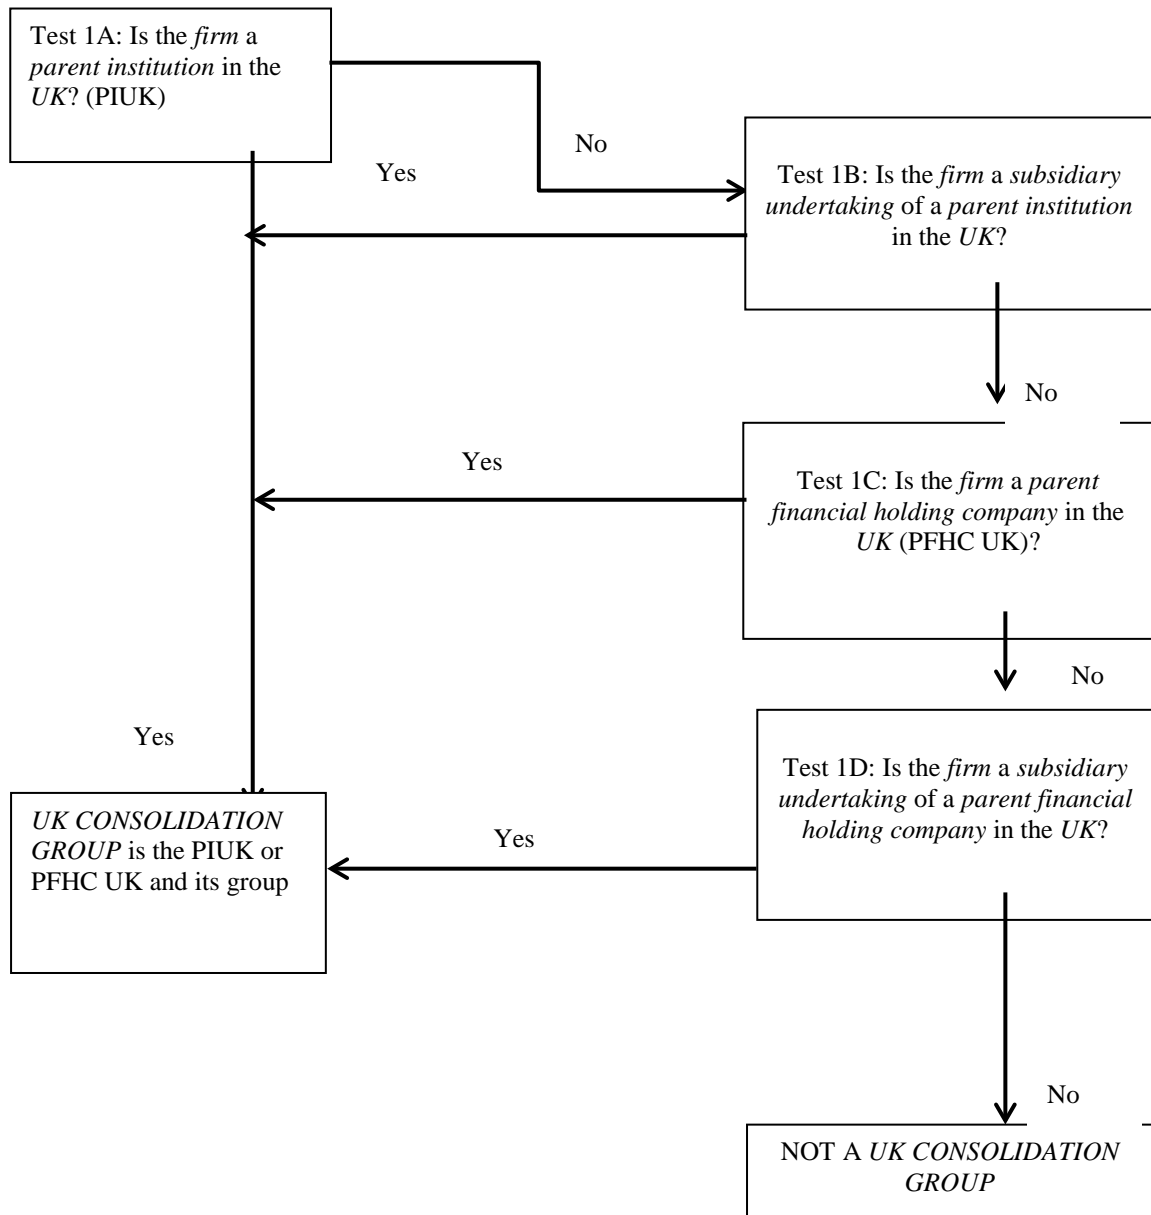 Test 1A: Is the firm a
parent institution in the
UK? (PIUK)
No
Yes
Test 1B: Is the firm a subsidiary
undertaking of a parent institution
in the UK?
No
Yes
Test 1C: Is the firm a parent
financial holding company in the
UK (PFHC UK)?
No
Yes
Test 1D: Is the firm a subsidiary
undertaking of a parent financial
holding company in the UK?
UK CONSOLIDATION
GROUP is the PIUK or
PFHC UK and its group
Yes
No
NOT A UK CONSOLIDATION
GROUP